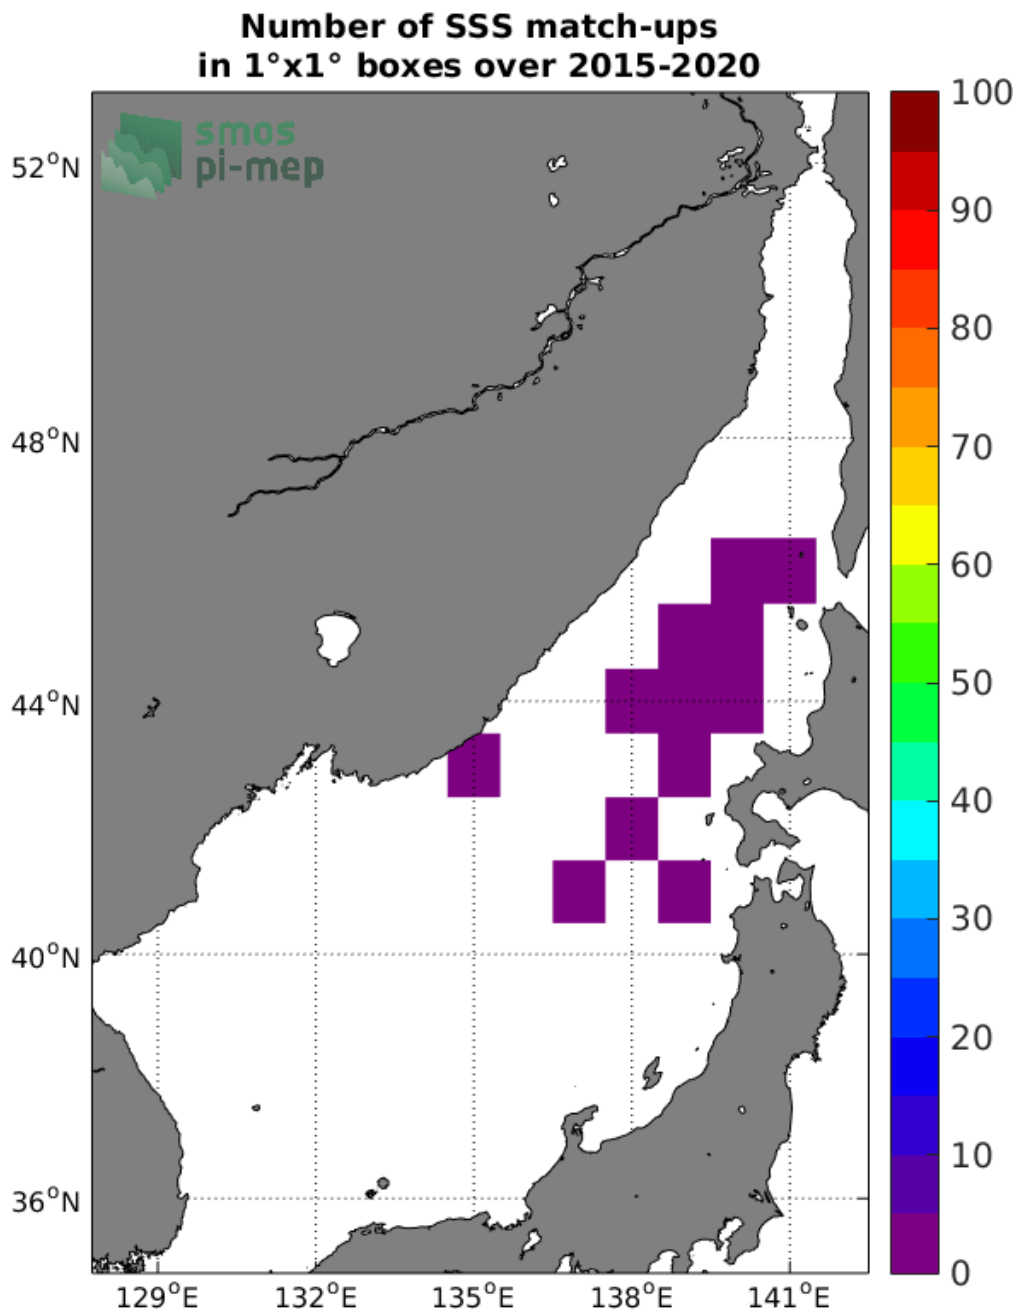 Number of SSS match-ups
in 1°x1° boxes over 2015-2020
smos
pi-mep
52°N
48°N
44°N
40°N
36°N
129°E 132°E 135°E 138°E 141°E
100
90
80
70
60
50
40
30
20
10
0